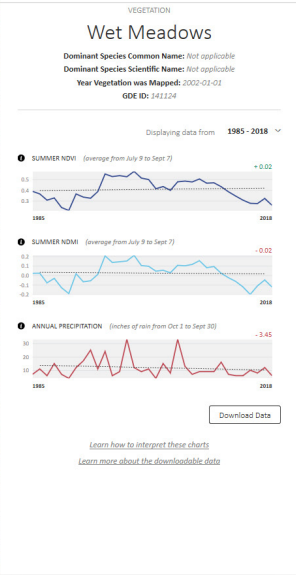 VEGETATION
Wet Meadows
Dominant Species Common Name: Not applicable
Dominant Species Scientific Name: Not applicable
Year Vegetation was Mapped: 2002-01-01
GDE ID: 141124
Displaying data from 1985 - 2018
SUMMER NDVI (average from July 9 to Sept 7)
+ 0.02
0.5
0.4
0.3
1985 2018
SUMMER NDMI (average from July 9 to Sept 7)
- 0.02
0.2
0.1
0.0
-0.1
-0.2
1985 2018
ANNUAL PRECIPITATION (inches of rain from Oct 1 to Sept 30)
- 3.45
30
20
10
1985 2018
Download Data
Learn how to interpret these charts
Learn more about the downloadable data